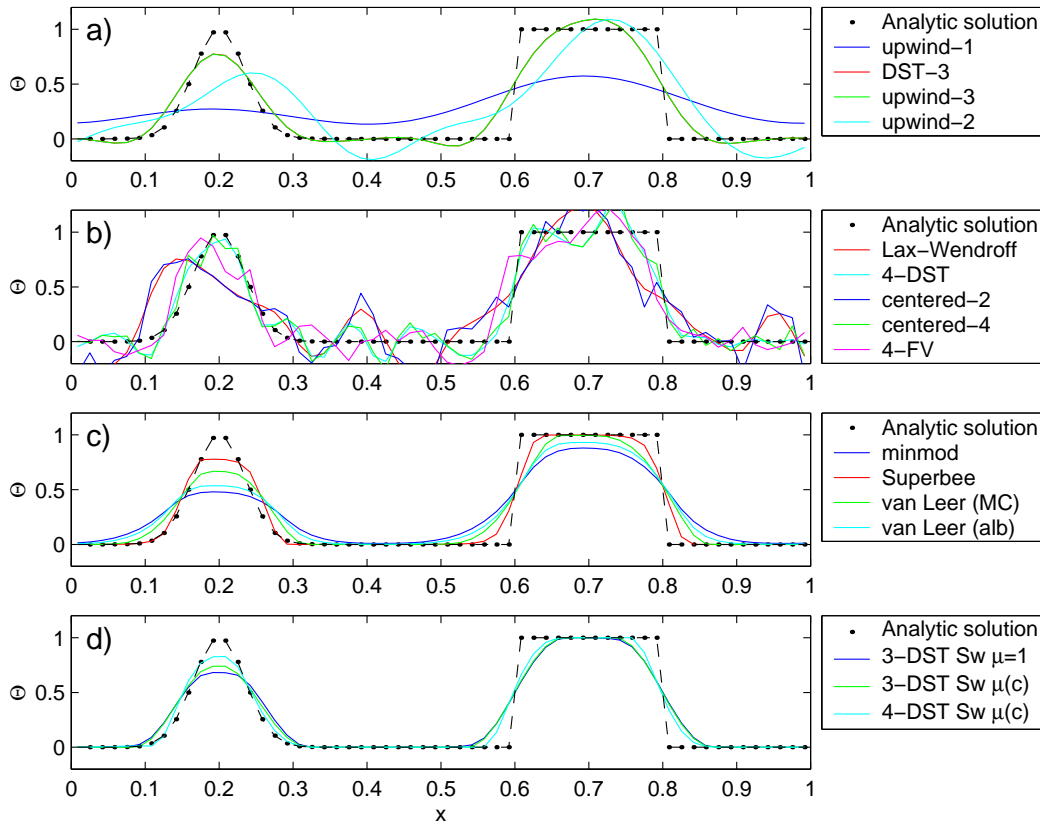 a)
1
0.5
0
Θ
0 0.1 0.2 0.3 0.4 0.5 0.6 0.7 0.8 0.9 1
Analytic solution
upwind−1
DST−3
upwind−3
upwind−2
b)
1
0.5
0
Θ
0 0.1 0.2 0.3 0.4 0.5 0.6 0.7 0.8 0.9 1
Analytic solution
Lax−Wendroff
4−DST
centered−2
centered−4
4−FV
c)
1
0.5
0
Θ
0 0.1 0.2 0.3 0.4 0.5 0.6 0.7 0.8 0.9 1
Analytic solution
minmod
Superbee
van Leer (MC)
van Leer (alb)
d)
1
0.5
0
Θ
0 0.1 0.2 0.3 0.4 0.5 0.6 0.7 0.8 0.9 1
x
Analytic solution
3−DST Sw μ=1
3−DST Sw μ(c)
4−DST Sw μ(c)